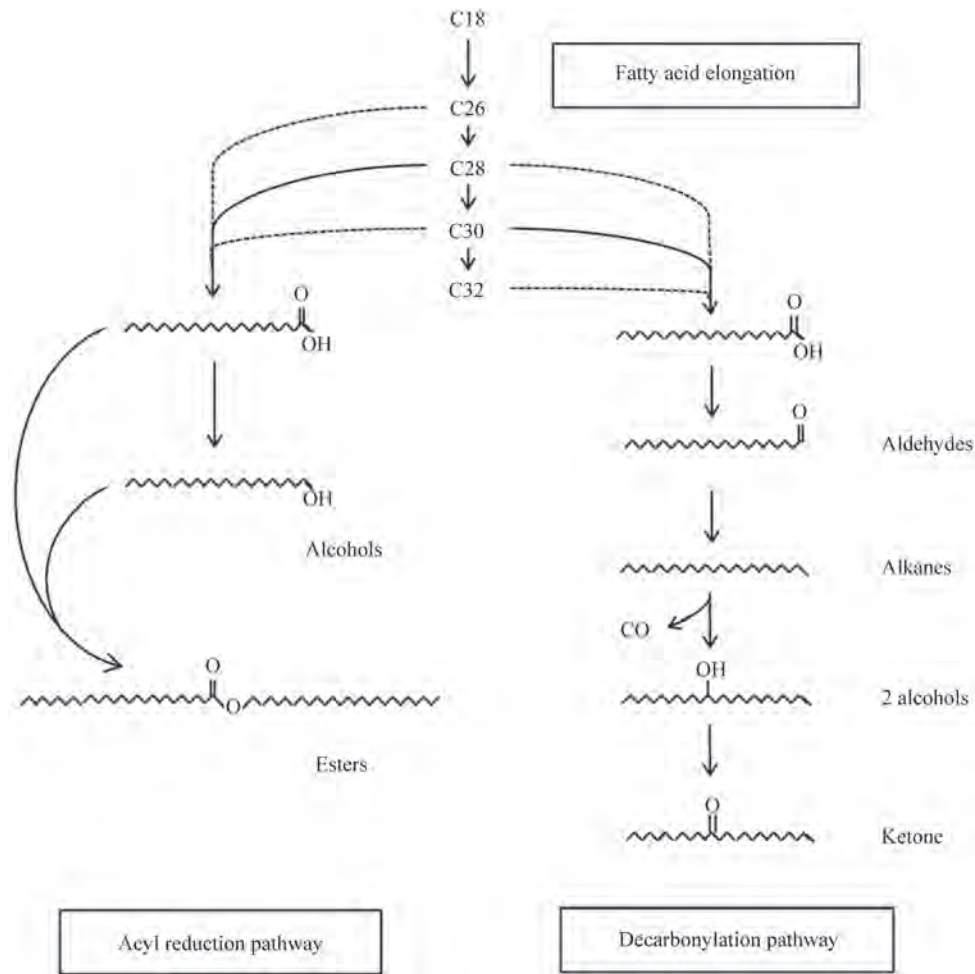 C18
Fatty acid elongation
C26
C28
C30
C32
O
OH
O
OH
O
Aldehydes
OH
Alcohols
Alkanes
CO
OH
O
O
2 alcohols
Esters
O
Ketone
Acyl reduction pathway
Decarbonylation pathway